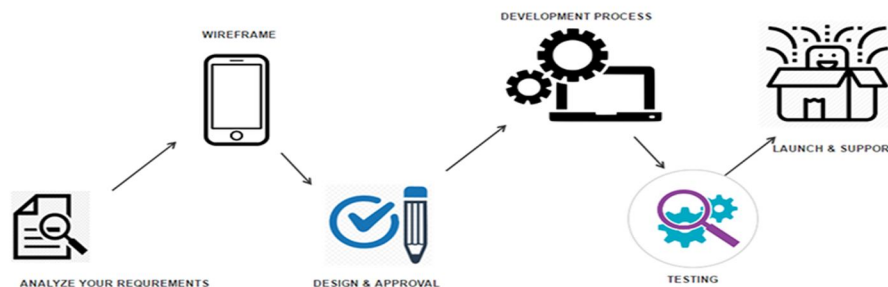 ANALYZE YOUR REQUREMENTS
WIREFRAME
DESIGN & APPROVAL
DEVELOPMENT PROCESS
TESTING
LAUNCH & SUPPOR